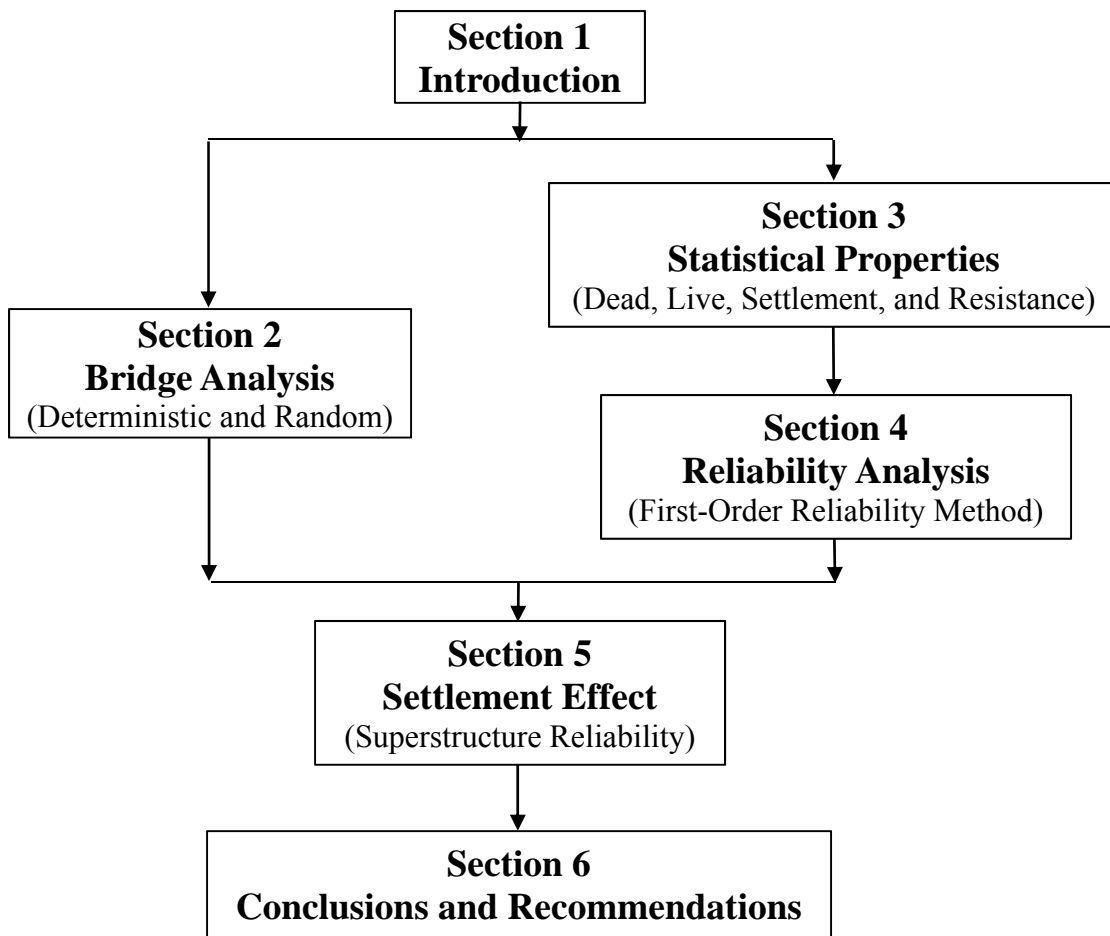 Section 1
Introduction
Section 3
Statistical Properties
(Dead, Live, Settlement, and Resistance)
Section 2
Bridge Analysis
(Deterministic and Random)
Section 4
Reliability Analysis
(First-Order Reliability Method)
Section 5
Settlement Effect
(Superstructure Reliability)
Section 6
Conclusions and Recommendations